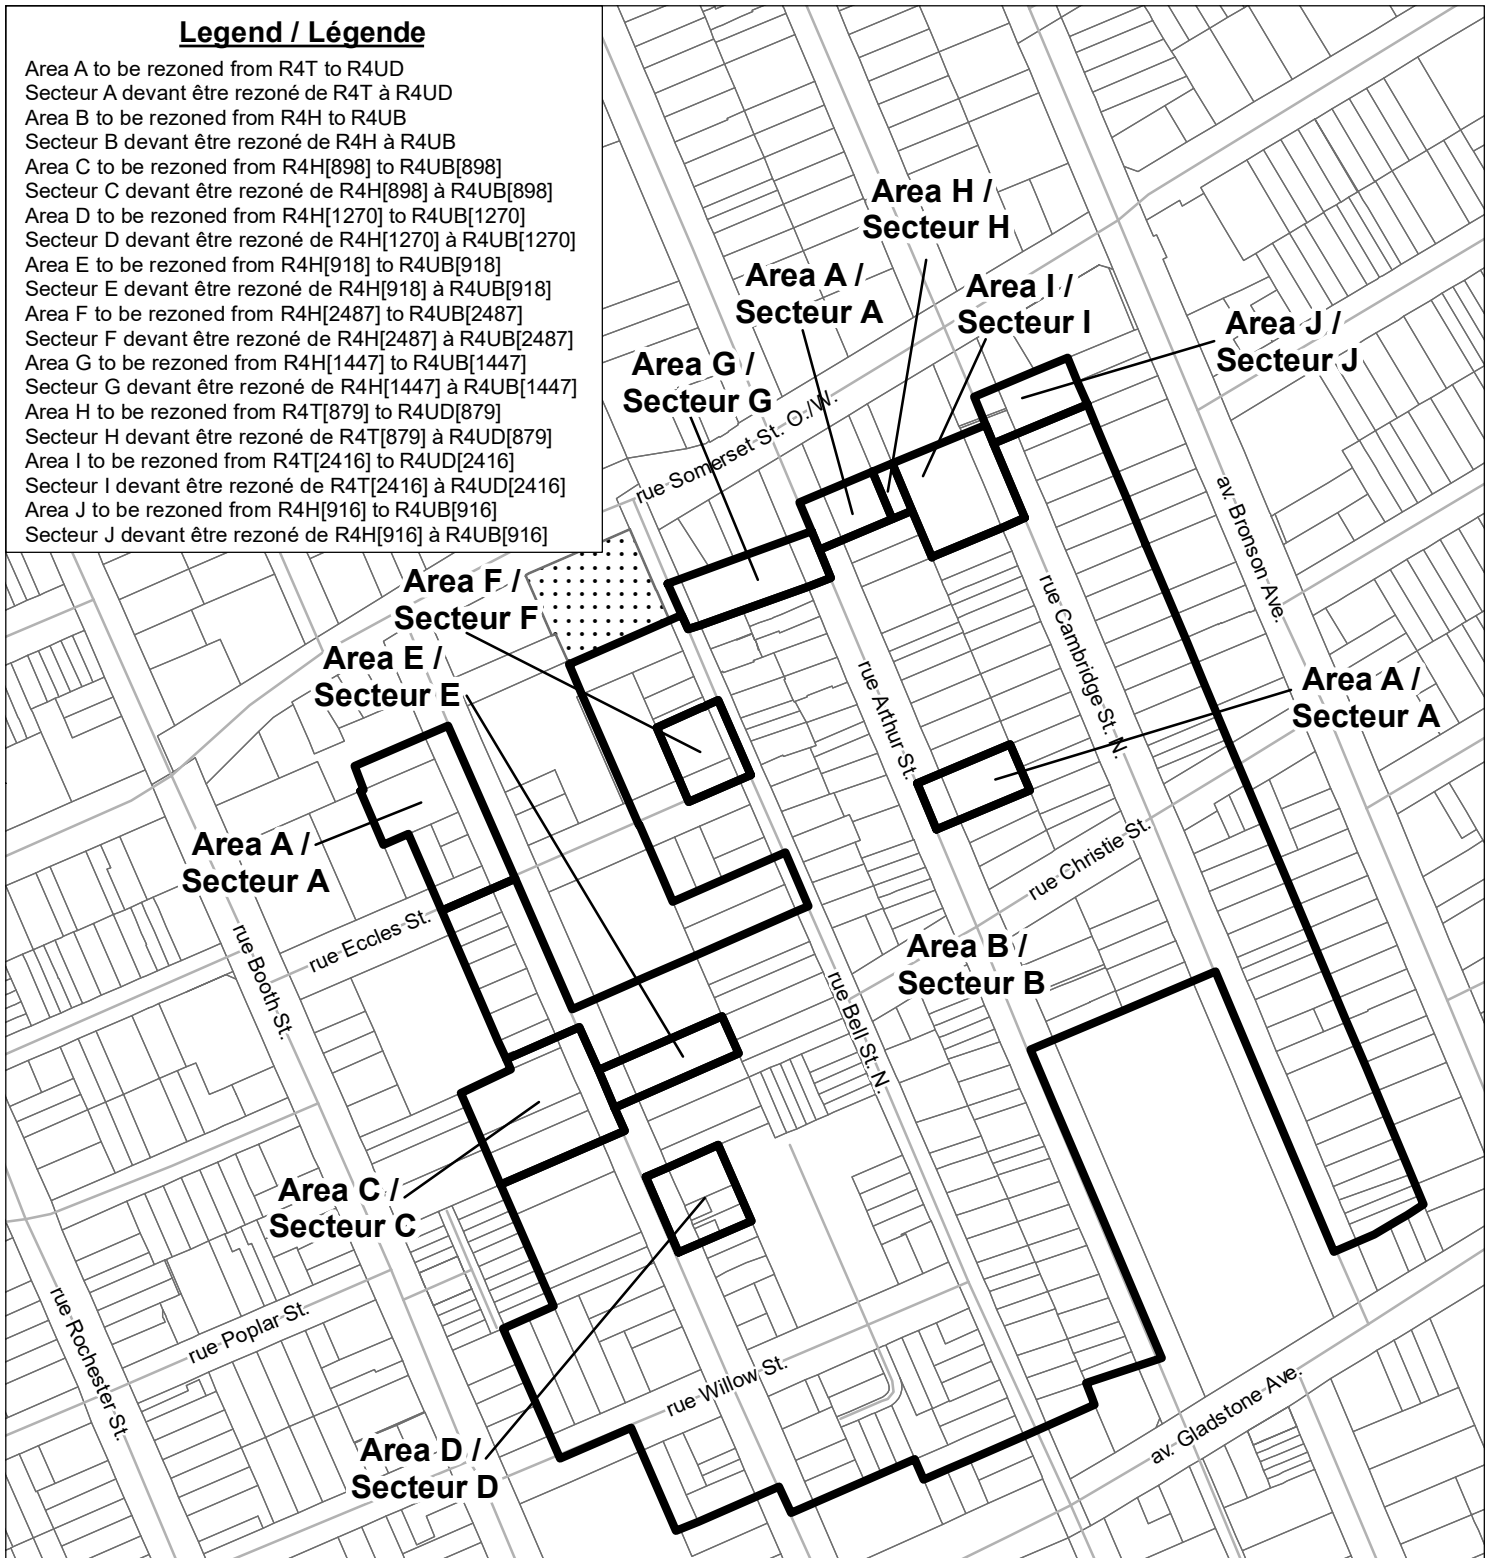 Legend / Légende
Area A to be rezoned from R4T to R4UD
Secteur A devant être rezoné de R4T à R4UD
Area B to be rezoned from R4H to R4UB
Secteur B devant être rezoné de R4H à R4UB
Area C to be rezoned from R4H[898] to R4UB[898]
Secteur C devant être rezoné de R4H[898] à R4UB[898]
Area D to be rezoned from R4H[1270] to R4UB[1270]
Secteur D devant être rezoné de R4H[1270] à R4UB[1270]
Area E to be rezoned from R4H[918] to R4UB[918]
Secteur E devant être rezoné de R4H[918] à R4UB[918]
Area F to be rezoned from R4H[2487] to R4UB[2487]
Secteur F devant être rezoné de R4H[2487] à R4UB[2487]
Area G to be rezoned from R4H[1447] to R4UB[1447]
Secteur G devant être rezoné de R4H[1447] à R4UB[1447]
Area H to be rezoned from R4T[879] to R4UD[879]
Secteur H devant être rezoné de R4T[879] à R4UD[879]
Area I to be rezoned from R4T[2416] to R4UD[2416]
Secteur I devant être rezoné de R4T[2416] à R4UD[2416]
Area J to be rezoned from R4H[916] to R4UB[916]
Secteur J devant être rezoné de R4H[916] à R4UB[916]
Area H /
Secteur H
Area A /
Secteur A
Area I /
Secteur I
Area J /
Secteur J
Area G /
Secteur G
rue Somerset St. O./W.
av. Bronson Ave.
Area F /
Secteur F
rue Cambridge St. N.
Area E /
Secteur E
rue Arthur St.
Area A /
Secteur A
Area A /
Secteur A
rue Christie St.
rue Eccles St.
rue Booth St.
Area B /
Secteur B
rue Bell St. N.
Area C /
Secteur C
rue Rochester St.
rue Poplar St.
rue Willow St.
av. Gladstone Ave.
Area D /
Secteur D